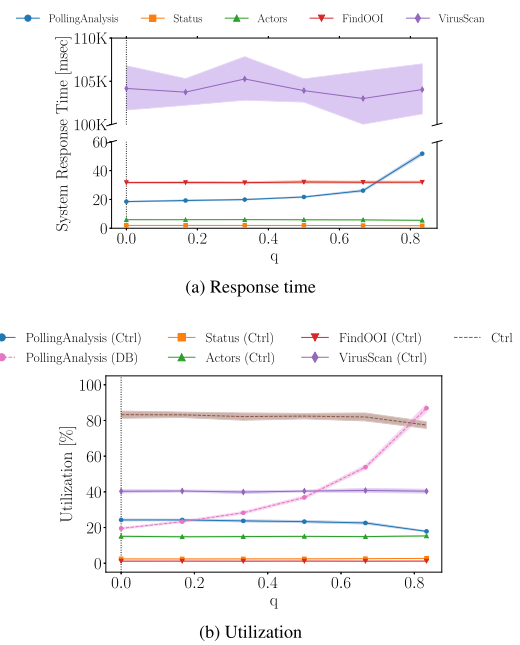 PollingAnalysis Status Actors FindOOI VirusScan
110K
105K
100K
60
40
20
0
System Response Time [msec]
0.0 0.2 0.4 0.6 0.8
q
(a) Response time
PollingAnalysis (Ctrl) Status (Ctrl) FindOOI (Ctrl) Ctrl
PollingAnalysis (DB) Actors (Ctrl) VirusScan (Ctrl)
100
80
60
40
20
0
Utilization [%]
0.0 0.2 0.4 0.6 0.8
q
(b) Utilization